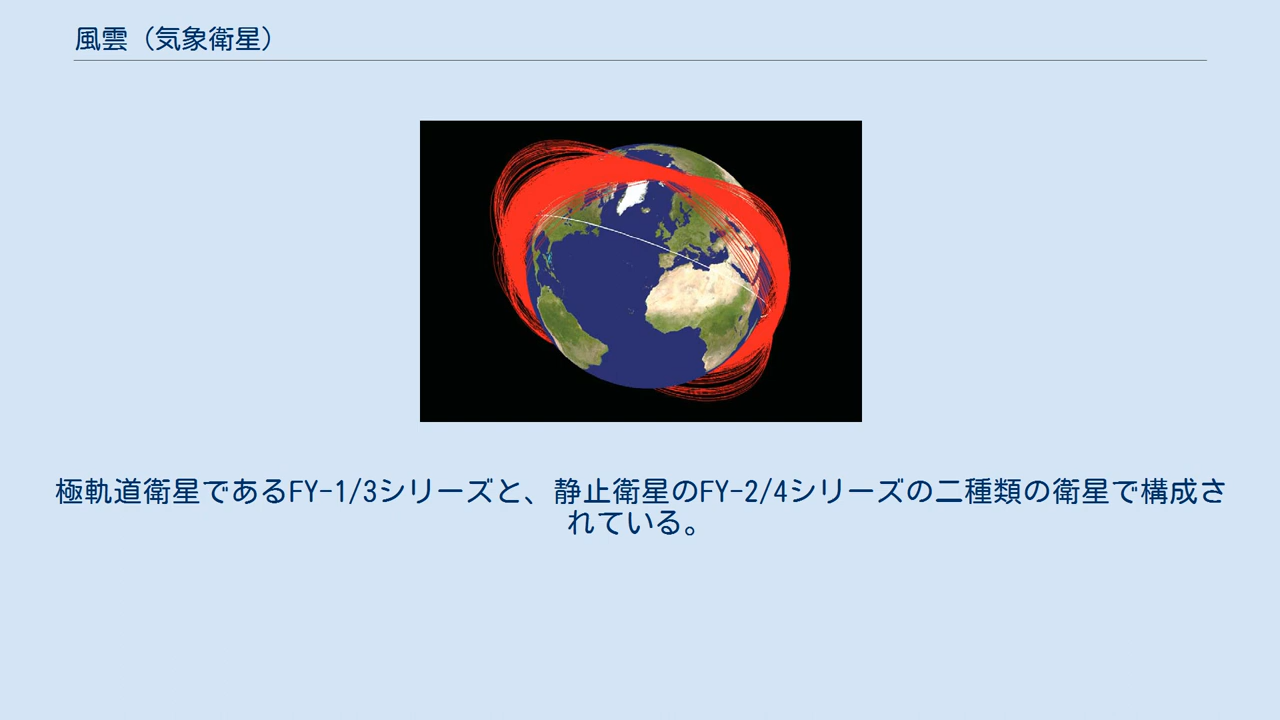 風雲（気象衛星）
極軌道衛星であるFY-1/3シリーズと、静止衛星のFY-2/4シリーズの二種類の衛星で構成さ
れている。